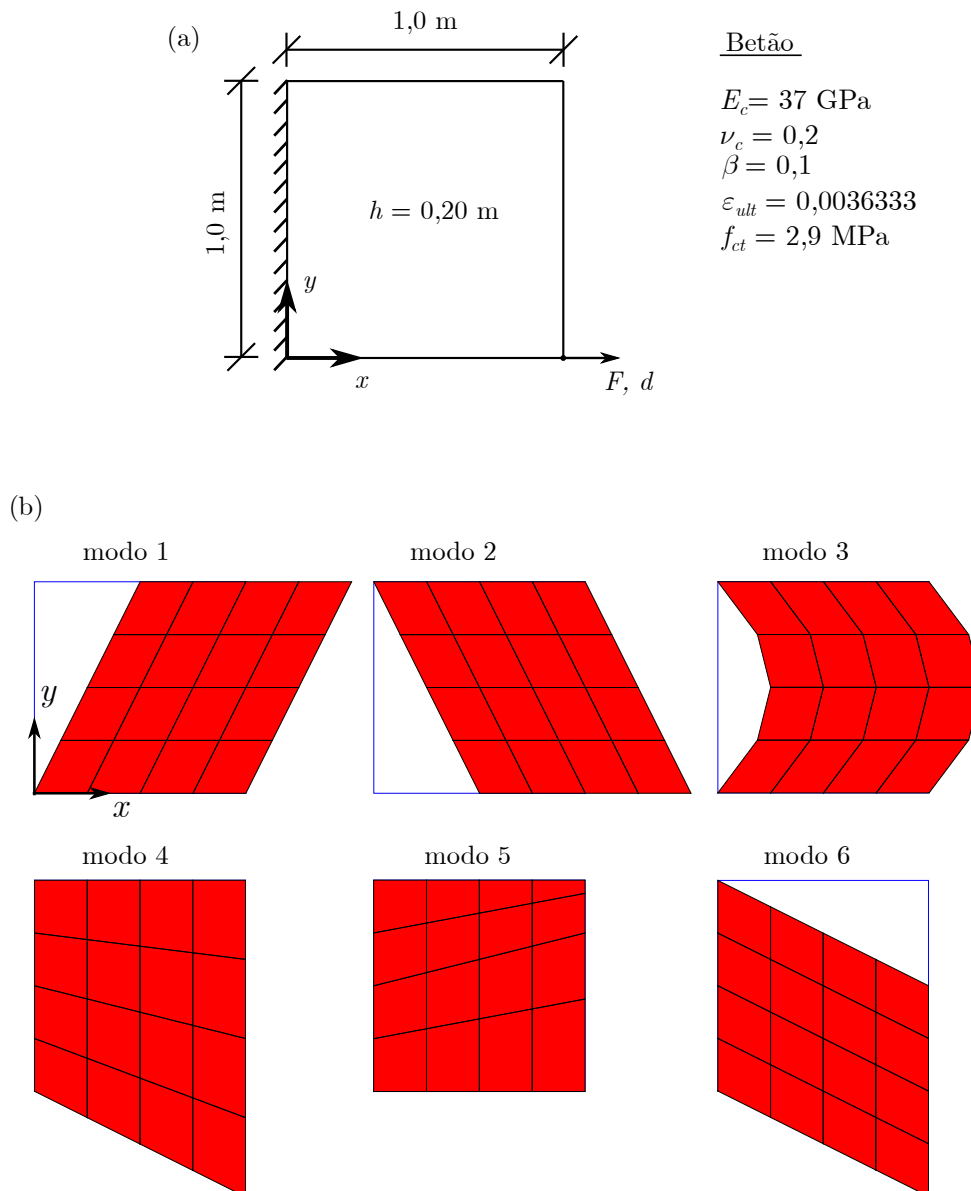 (a)
1,0 m
1,0 m
h = 0,20 m
y
x
F, d
Betão
E_c = 37 GPa
ν_c = 0,2
β = 0,1
ε_ult = 0,0036333
f_ct = 2,9 MPa
(b)
modo 1
modo 2
modo 3
y
x
modo 4
modo 5
modo 6